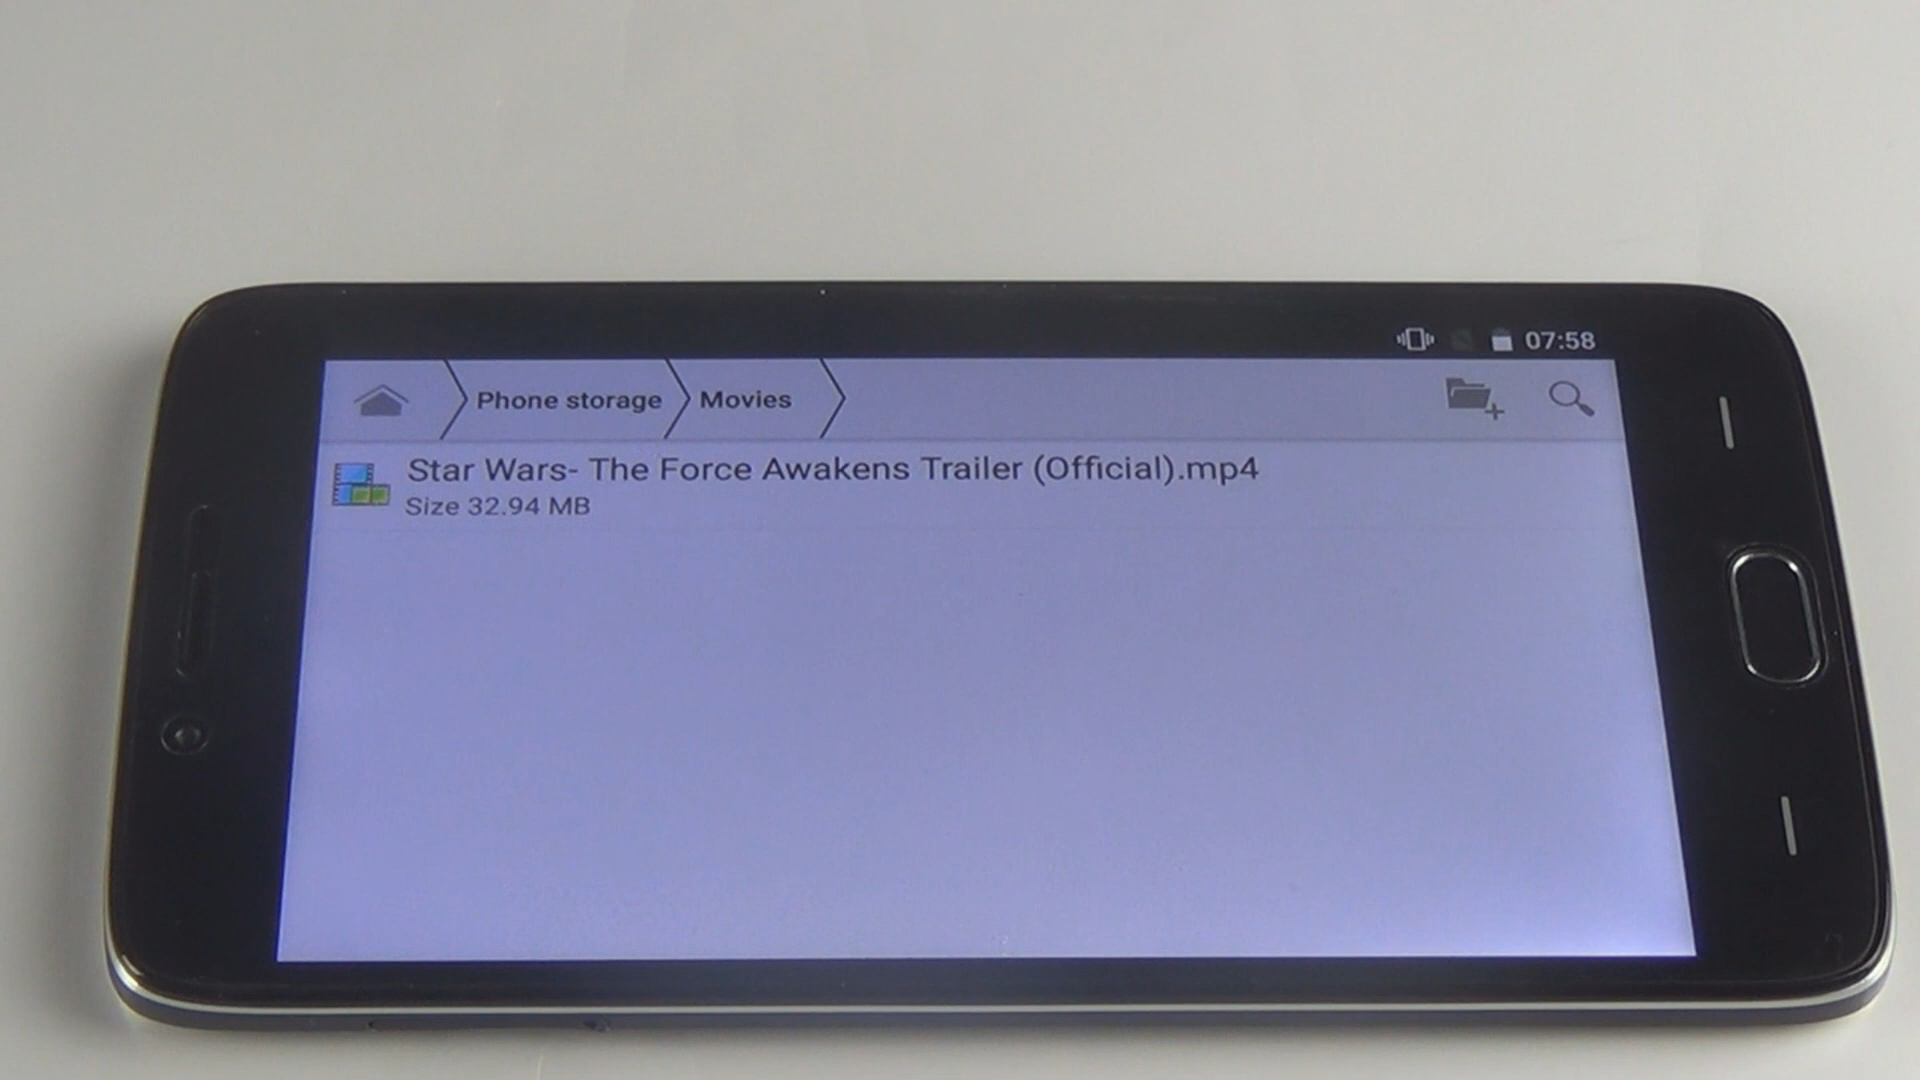 07:58
Phone storage Movies
Star Wars- The Force Awakens Trailer (Official).mp4
Size 32.94 MB